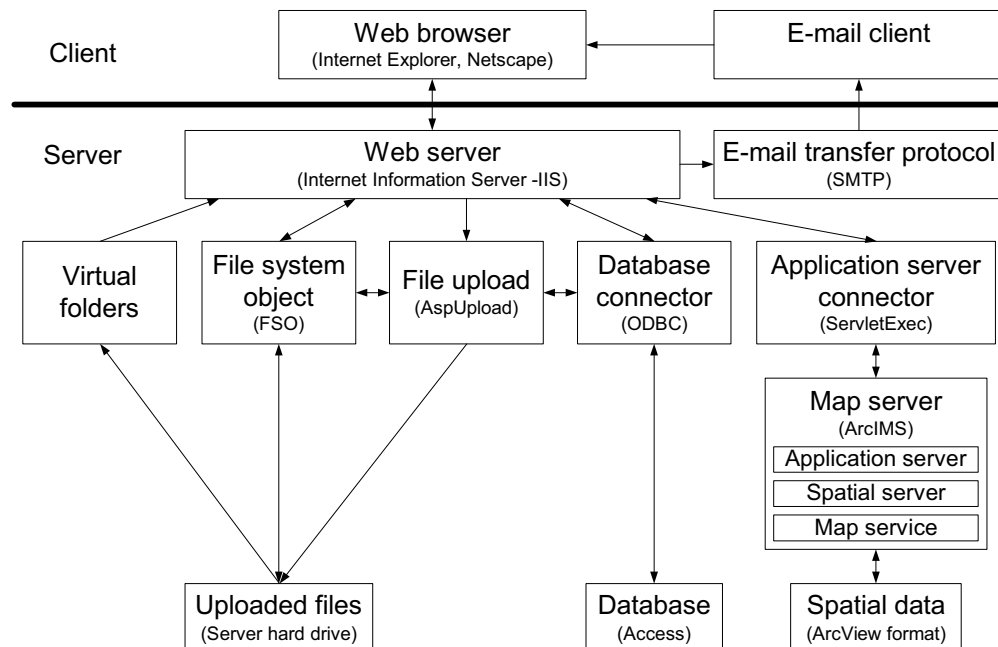 Client
Web browser
(Internet Explorer, Netscape)
E-mail client
Server
Web server
(Internet Information Server -IIS)
E-mail transfer protocol
(SMTP)
Virtual
folders
File system
object
(FSO)
File upload
(AspUpload)
Database
connector
(ODBC)
Application server
connector
(ServletExec)
Map server
(ArcIMS)
Application server
Spatial server
Map service
Uploaded files
(Server hard drive)
Database
(Access)
Spatial data
(ArcView format)